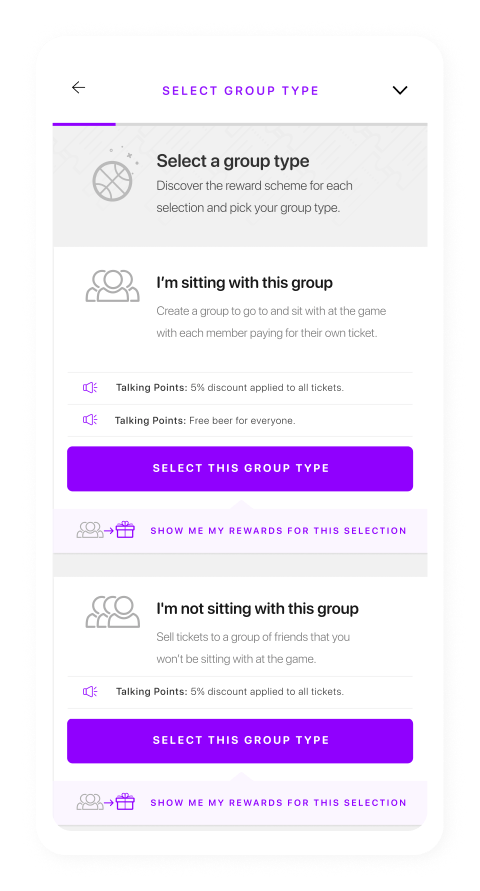 SELECT GROUP TYPE
Select a group type
Discover the reward scheme for each
selection and pick your group type.
I’m sitting with this group
Create a group to go to and sit with at the game
with each member paying for their own ticket.
Talking Points: 5% discount applied to all tickets.
Talking Points: Free beer for everyone.
SELECT THIS GROUP TYPE
SHOW ME MY REWARDS FOR THIS SELECTION
I'm not sitting with this group
Sell tickets to a group of friends that you
won't be sitting with at the game.
Talking Points: 5% discount applied to all tickets.
SELECT THIS GROUP TYPE
SHOW ME MY REWARDS FOR THIS SELECTION